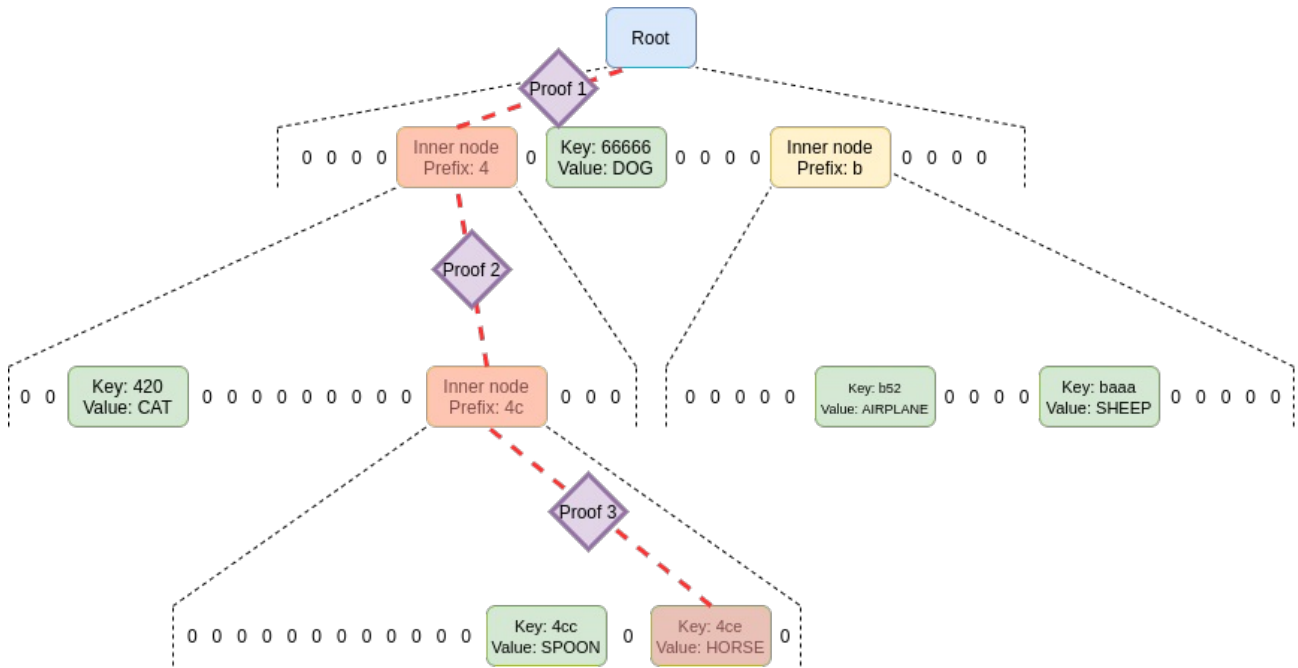 Root
Proof 1
0 0 0 0
Inner node
Prefix: 4
0
Key: 66666
Value: DOG
0 0 0 0
Inner node
Prefix: b
0 0 0 0
Proof 2
0 0
Key: 420
Value: CAT
0 0 0 0 0 0 0 0 0
Inner node
Prefix: 4c
0 0 0
0 0 0 0 0
Key: b52
Value: AIRPLANE
0 0 0 0
Key: baaa
Value: SHEEP
0 0 0 0 0
Proof 3
0 0 0 0 0 0 0 0 0 0 0 0
Key: 4cc
Value: SPOON
0
Key: 4ce
Value: HORSE
0